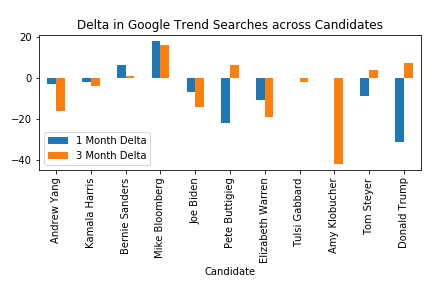 Delta in Google Trend Searches across Candidates
20
0
−20
−40
1 Month Delta
3 Month Delta
Andrew Yang
Kamala Harris
Bernie Sanders
Mike Bloomberg
Joe Biden
Pete Buttigieg
Elizabeth Warren
Tulsi Gabbard
Amy Klobucher
Tom Steyer
Donald Trump
Candidate